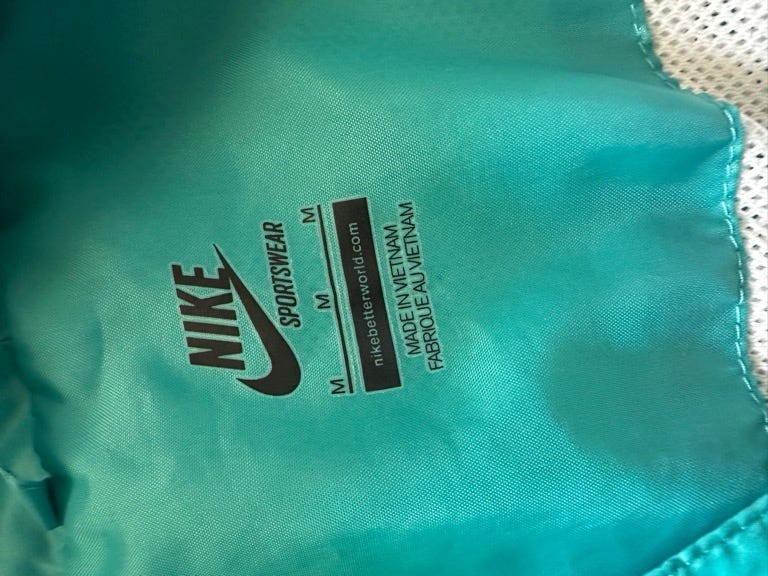 NIKE
SPORTSWEAR
M M M
nikebetterworld.com
MADE IN VIETNAM
FABRIQUE AU VIETNAM